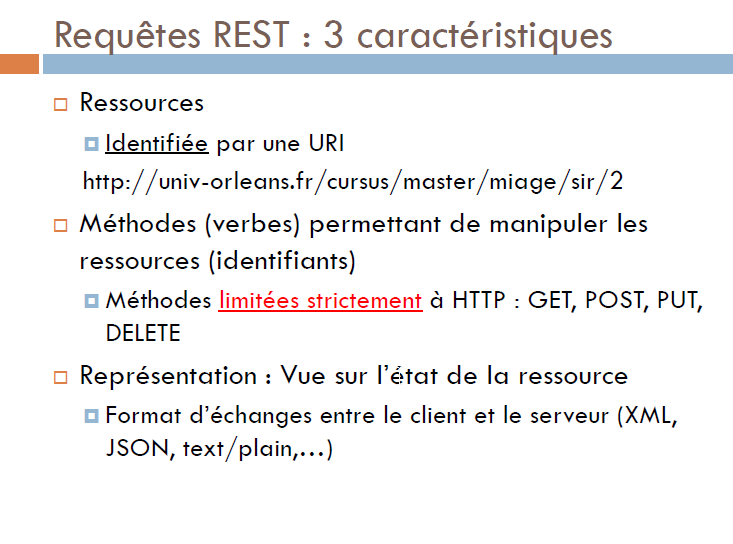 Requêtes REST : 3 caractéristiques
Ressources
Identifiée par une URI
http://univ-orleans.fr/cursus/master/miage/sir/2
Méthodes (verbes) permettant de manipuler les
ressources (identifiants)
Méthodes limitées strictement à HTTP : GET, POST, PUT,
DELETE
Représentation : Vue sur l’état de la ressource
Format d’échanges entre le client et le serveur (XML,
JSON, text/plain,…)